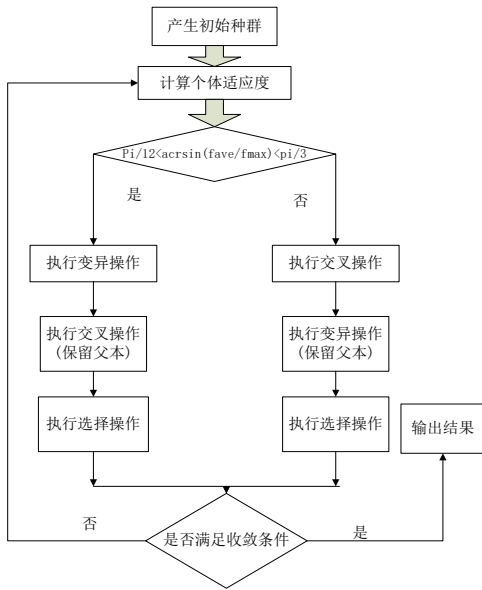 产生初始种群
计算个体适应度
Pi/12<acrsin(fave/fmax)<pi/3
是
否
执行变异操作
执行交叉操作
执行交叉操作
(保留父本)
执行变异操作
(保留父本)
执行选择操作
执行选择操作
输出结果
否
是否满足收敛条件
是